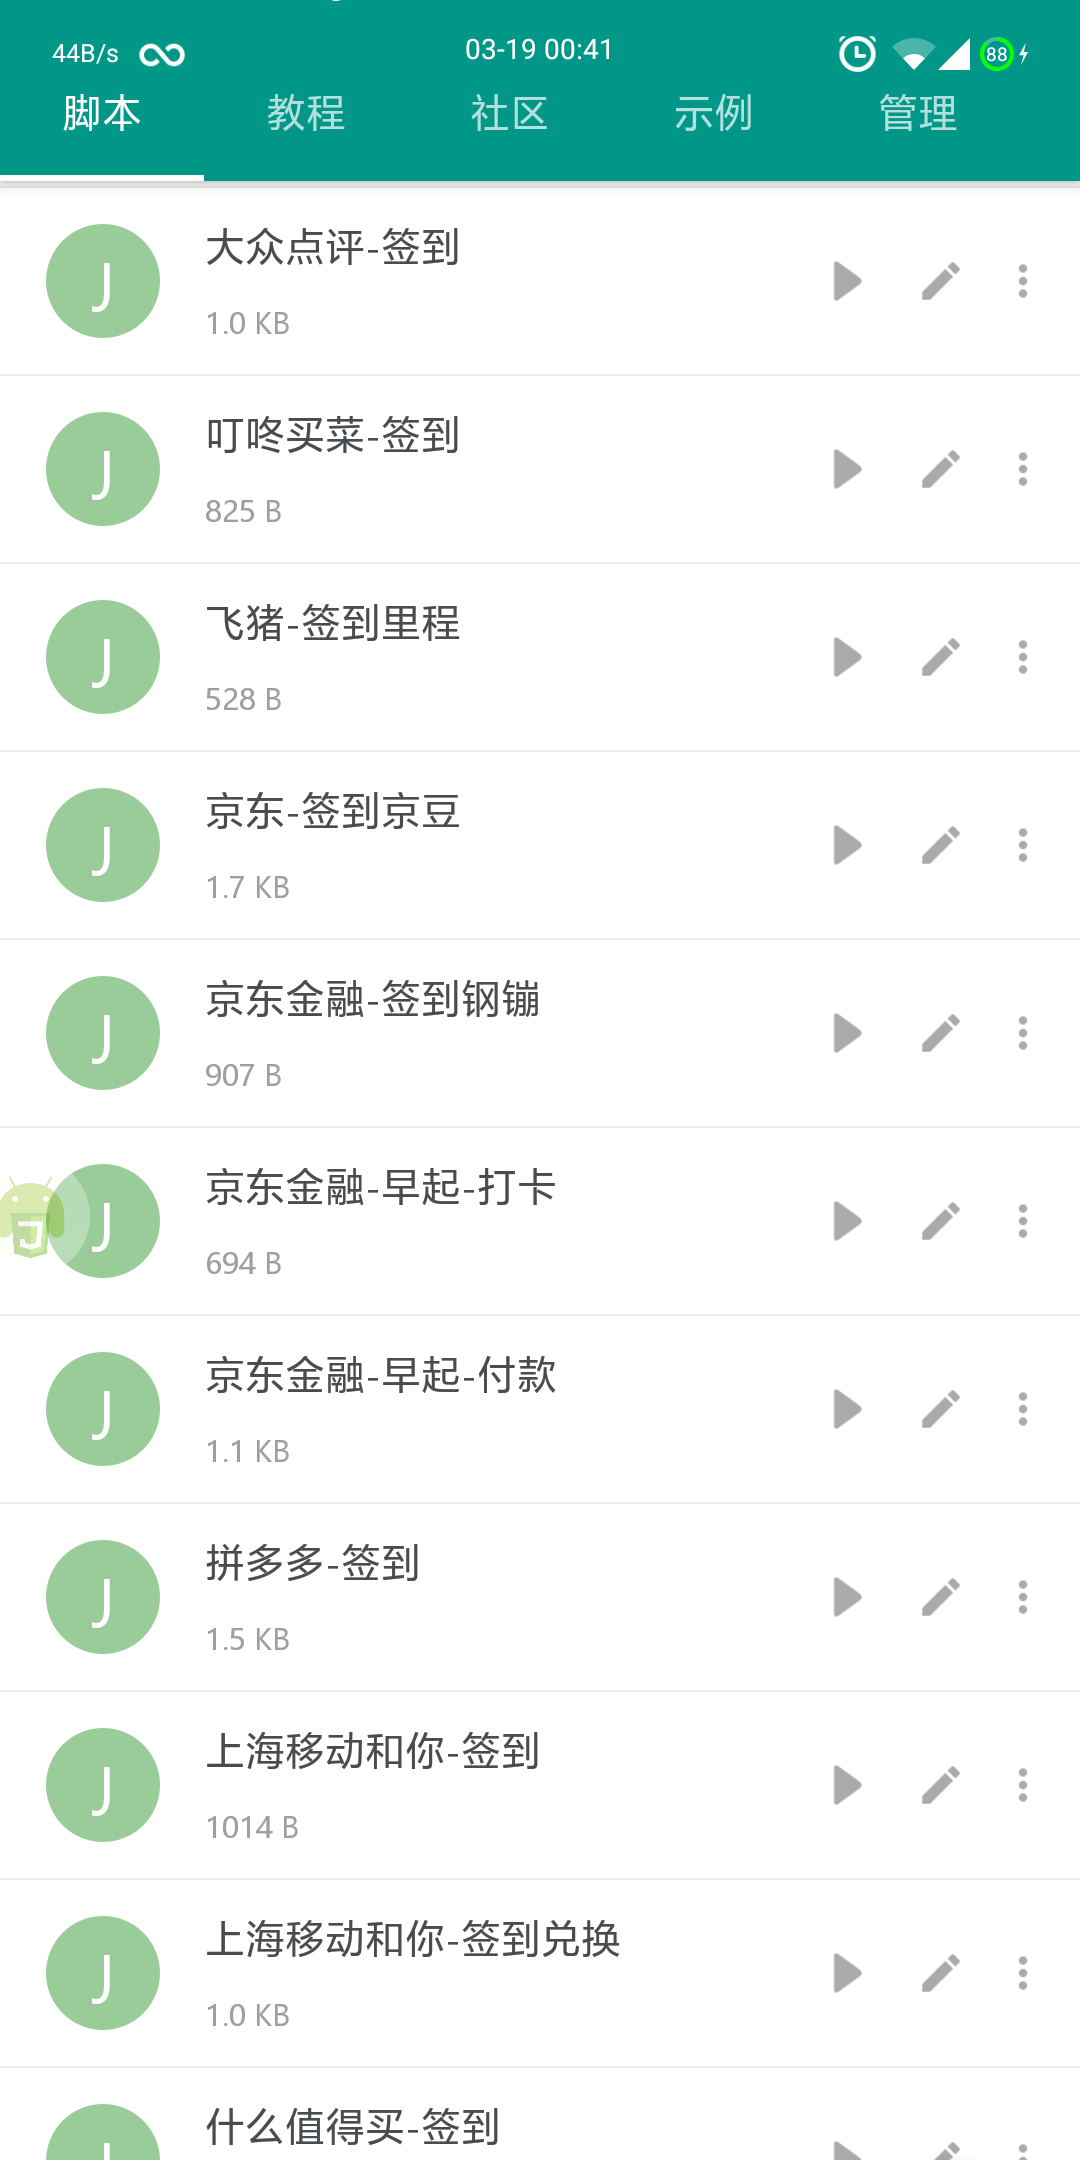 44B/s 03-19 00:41 88
脚本 教程 社区 示例 管理
J 大众点评-签到
1.0 KB
J 叮咚买菜-签到
825 B
J 飞猪-签到里程
528 B
J 京东-签到京豆
1.7 KB
J 京东金融-签到钢镚
907 B
J 京东金融-早起-打卡
694 B
J 京东金融-早起-付款
1.1 KB
J 拼多多-签到
1.5 KB
J 上海移动和你-签到
1014 B
J 上海移动和你-签到兑换
1.0 KB
什么值得买-签到